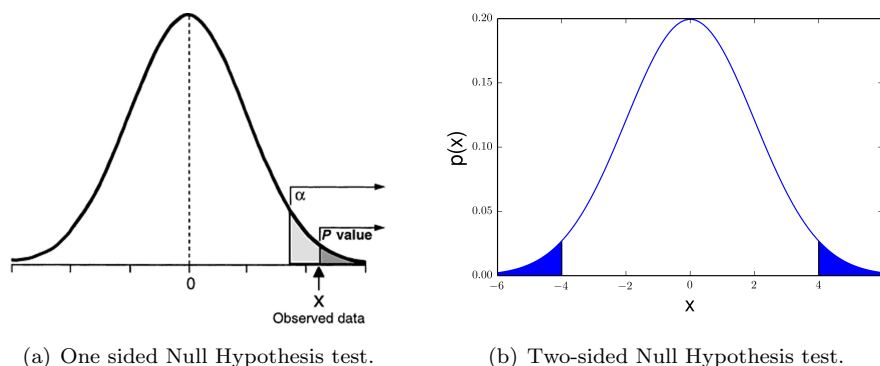 α
P value
0
X
Observed data
(a) One sided Null Hypothesis test.
p(x)
0.20
0.15
0.10
0.05
0.00
−6
−4
−2
0
2
4
x
(b) Two-sided Null Hypothesis test.